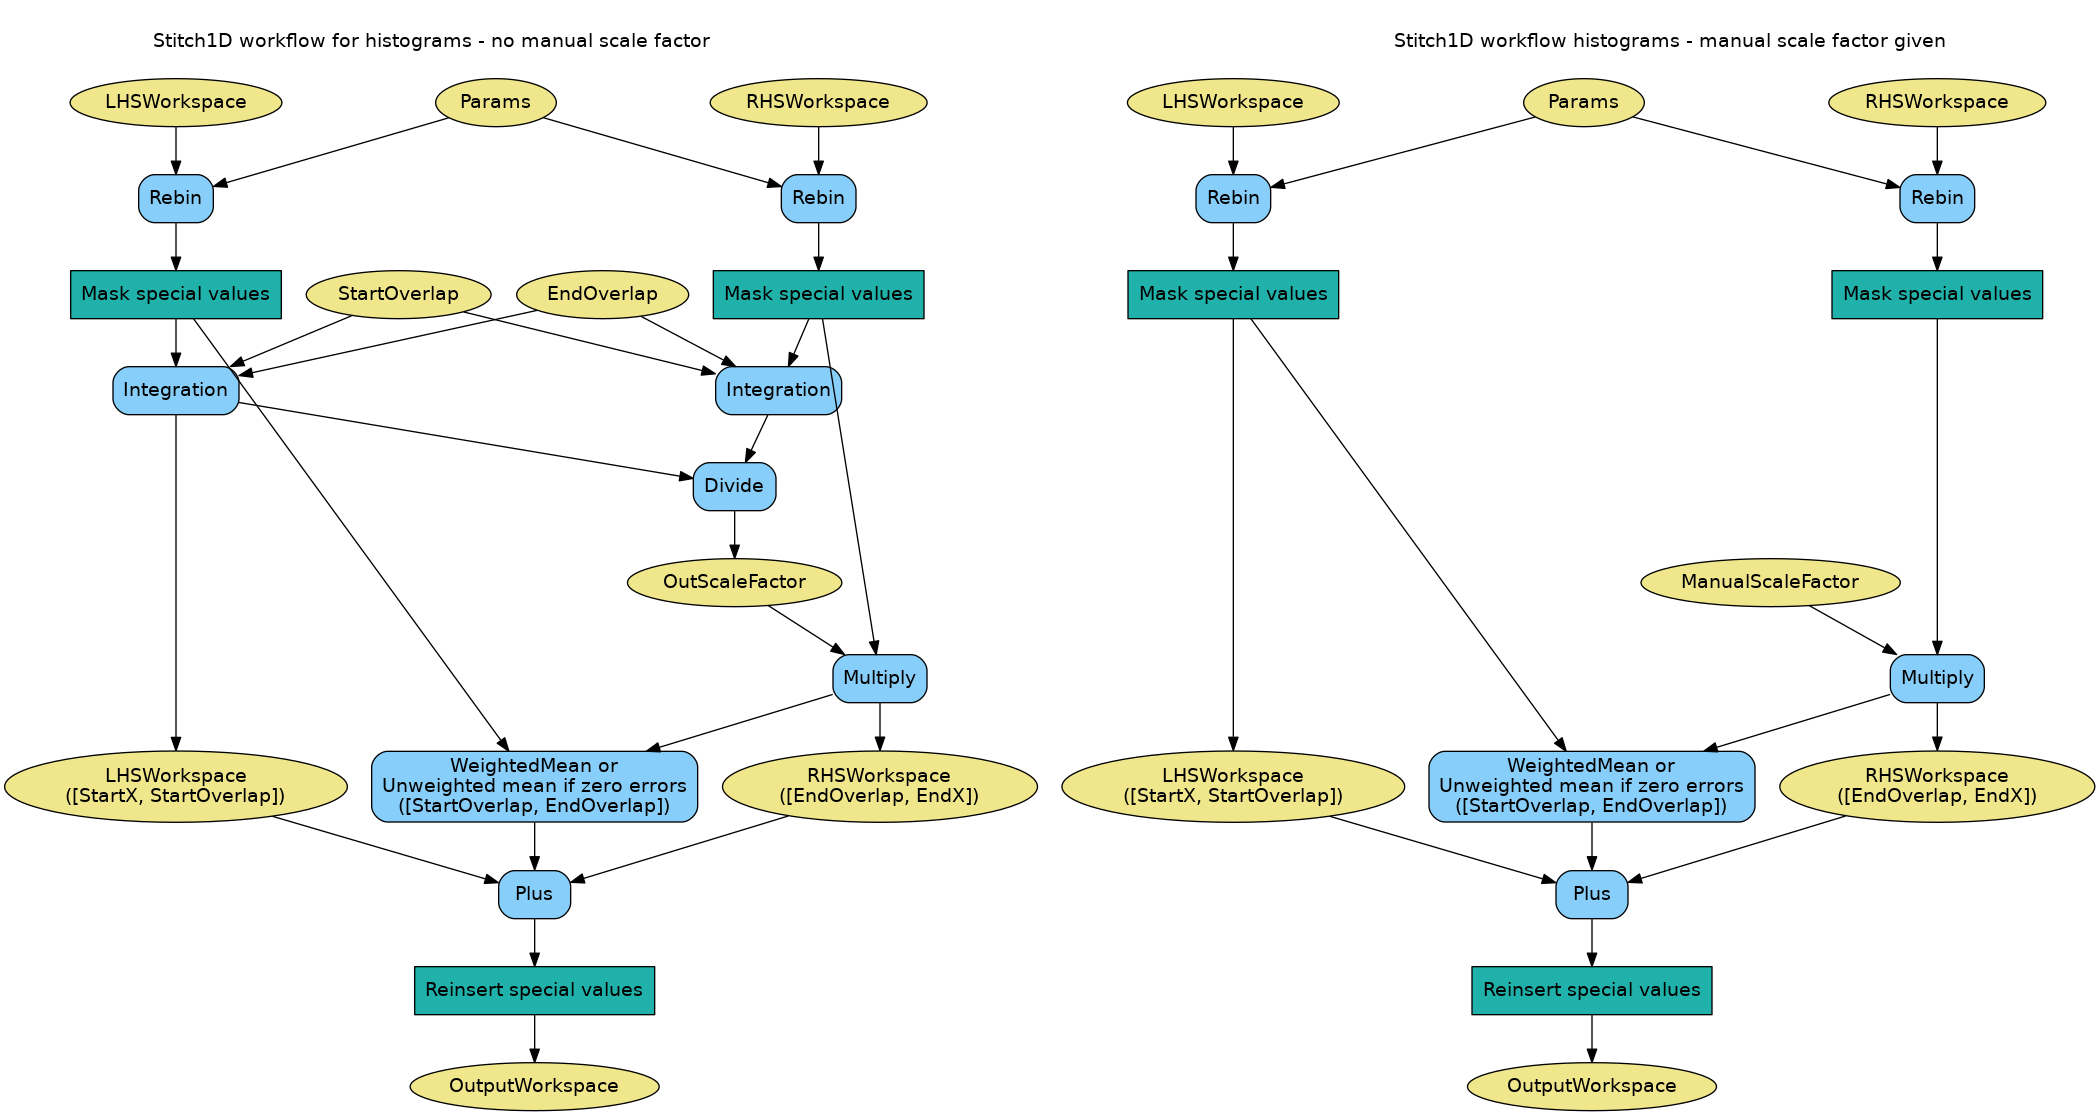 Stitch1D workflow for histograms - no manual scale factor
LHSWorkspace
Params
RHSWorkspace
Rebin
Rebin
Mask special values
StartOverlap
EndOverlap
Mask special values
Integration
Integration
Divide
OutScaleFactor
Multiply
LHSWorkspace
([StartX, StartOverlap])
WeightedMean or
Unweighted mean if zero errors
([StartOverlap, EndOverlap])
RHSWorkspace
([EndOverlap, EndX])
Plus
Reinsert special values
OutputWorkspace
Stitch1D workflow histograms - manual scale factor given
LHSWorkspace
Params
RHSWorkspace
Rebin
Rebin
Mask special values
Mask special values
ManualScaleFactor
Multiply
LHSWorkspace
([StartX, StartOverlap])
WeightedMean or
Unweighted mean if zero errors
([StartOverlap, EndOverlap])
RHSWorkspace
([EndOverlap, EndX])
Plus
Reinsert special values
OutputWorkspace